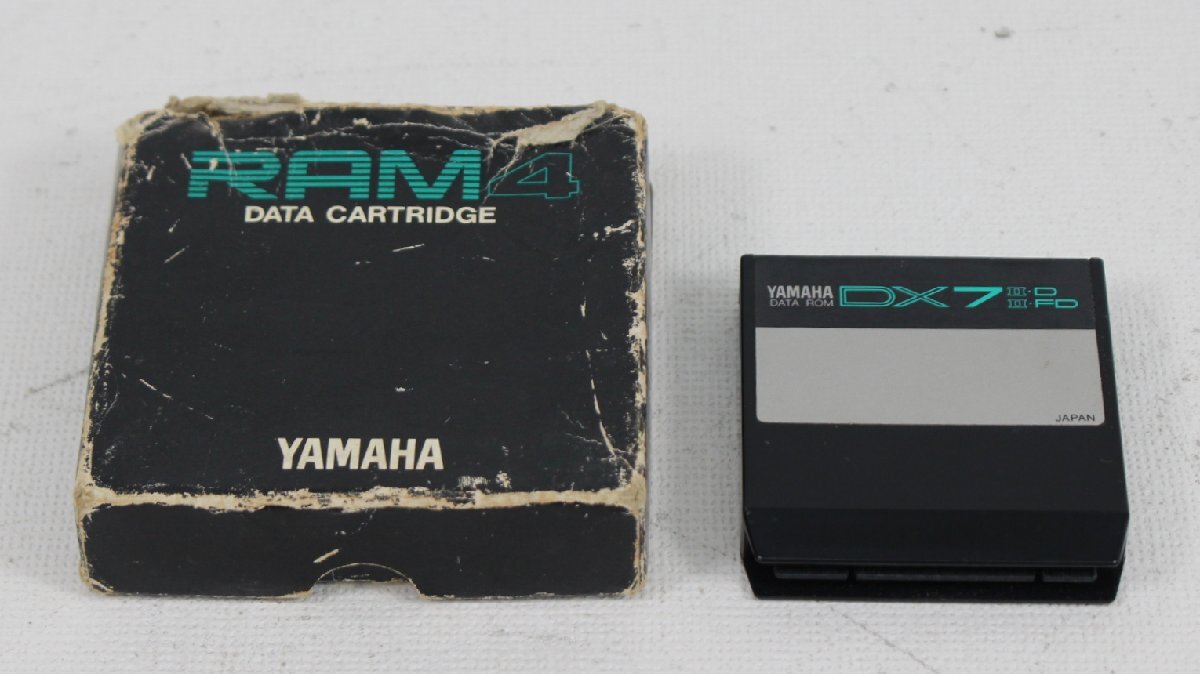 RAM4
DATA CARTRIDGE
YAMAHA
YAMAHA DX7 II·D
DATA ROM II·FD
JAPAN